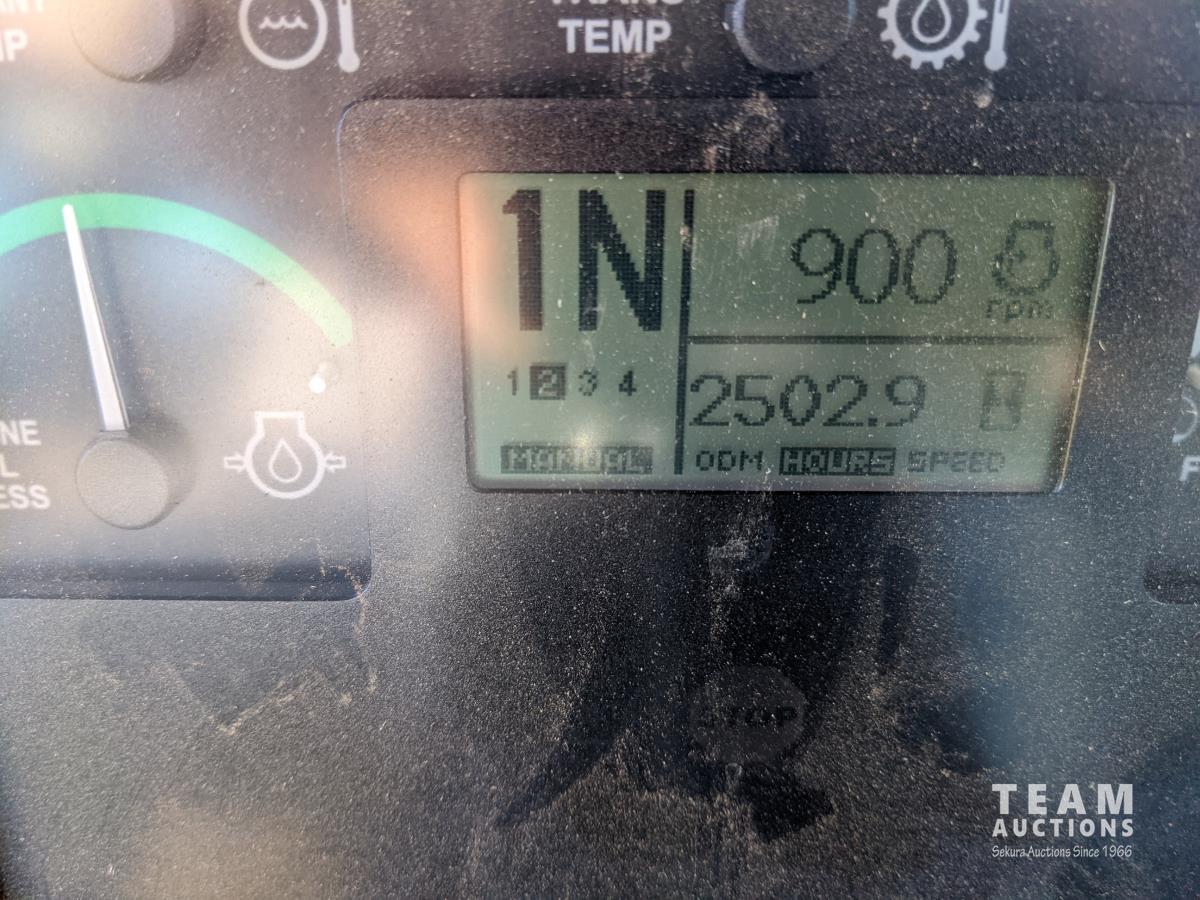 TEMP
1N
900
rpm
1 2 3 4
2502.9
MANUAL
ODM HOURS SPEED
STOP
TEAM
AUCTIONS
Sekura Auctions Since 1966